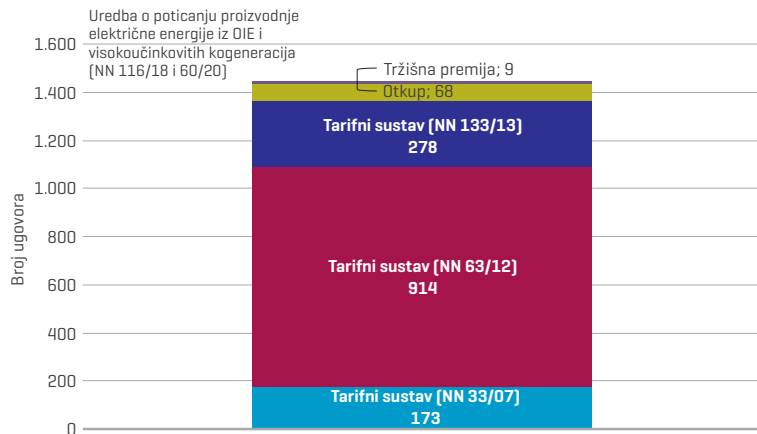 Uredba o poticanju proizvodnje
električne energije iz OIE i
visokoučinkovitih kogeneracija
(NN 116/18 i 60/20)
1.600
1.400
1.200
1.000
800
600
400
200
0
Broj ugovora
Tržišna premija; 9
Otkup; 68
Tarifni sustav (NN 133/13)
278
Tarifni sustav (NN 63/12)
914
Tarifni sustav (NN 33/07)
173